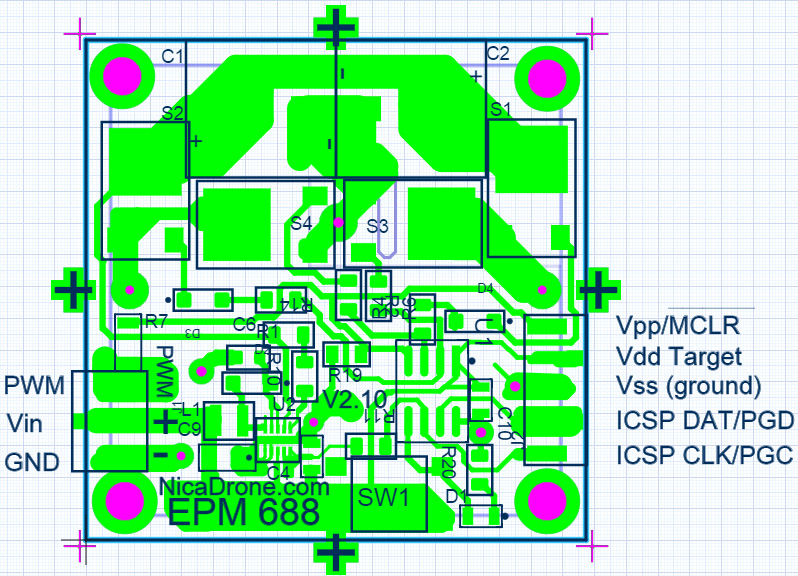 C1
C2
S2
S1
S4
S3
D4
R14
R7
D3
C6
R1
U1
Vpp/MCLR
Vdd Target
PWM
R10
R19
Vss (ground)
PWM
V2.10
ICSP DAT/PGD
Vin
+
L1
U2
R11
C10
C9
GND
-
C4
R20
ICSP CLK/PGC
NicaDrone.com
EPM 688
SW1
D1